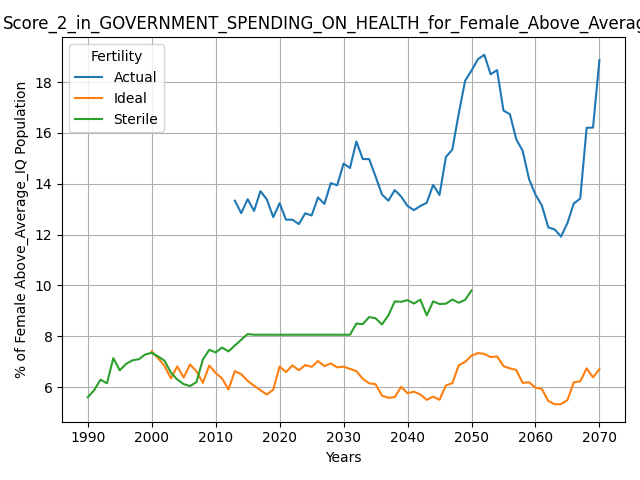 Score_2_in_GOVERNMENT_SPENDING_ON_HEALTH_for_Female_Above_Averag
% of Female Above_Average_IQ Population
Fertility
Actual
Ideal
Sterile
18
16
14
12
10
8
6
1990 2000 2010 2020 2030 2040 2050 2060 2070
Years